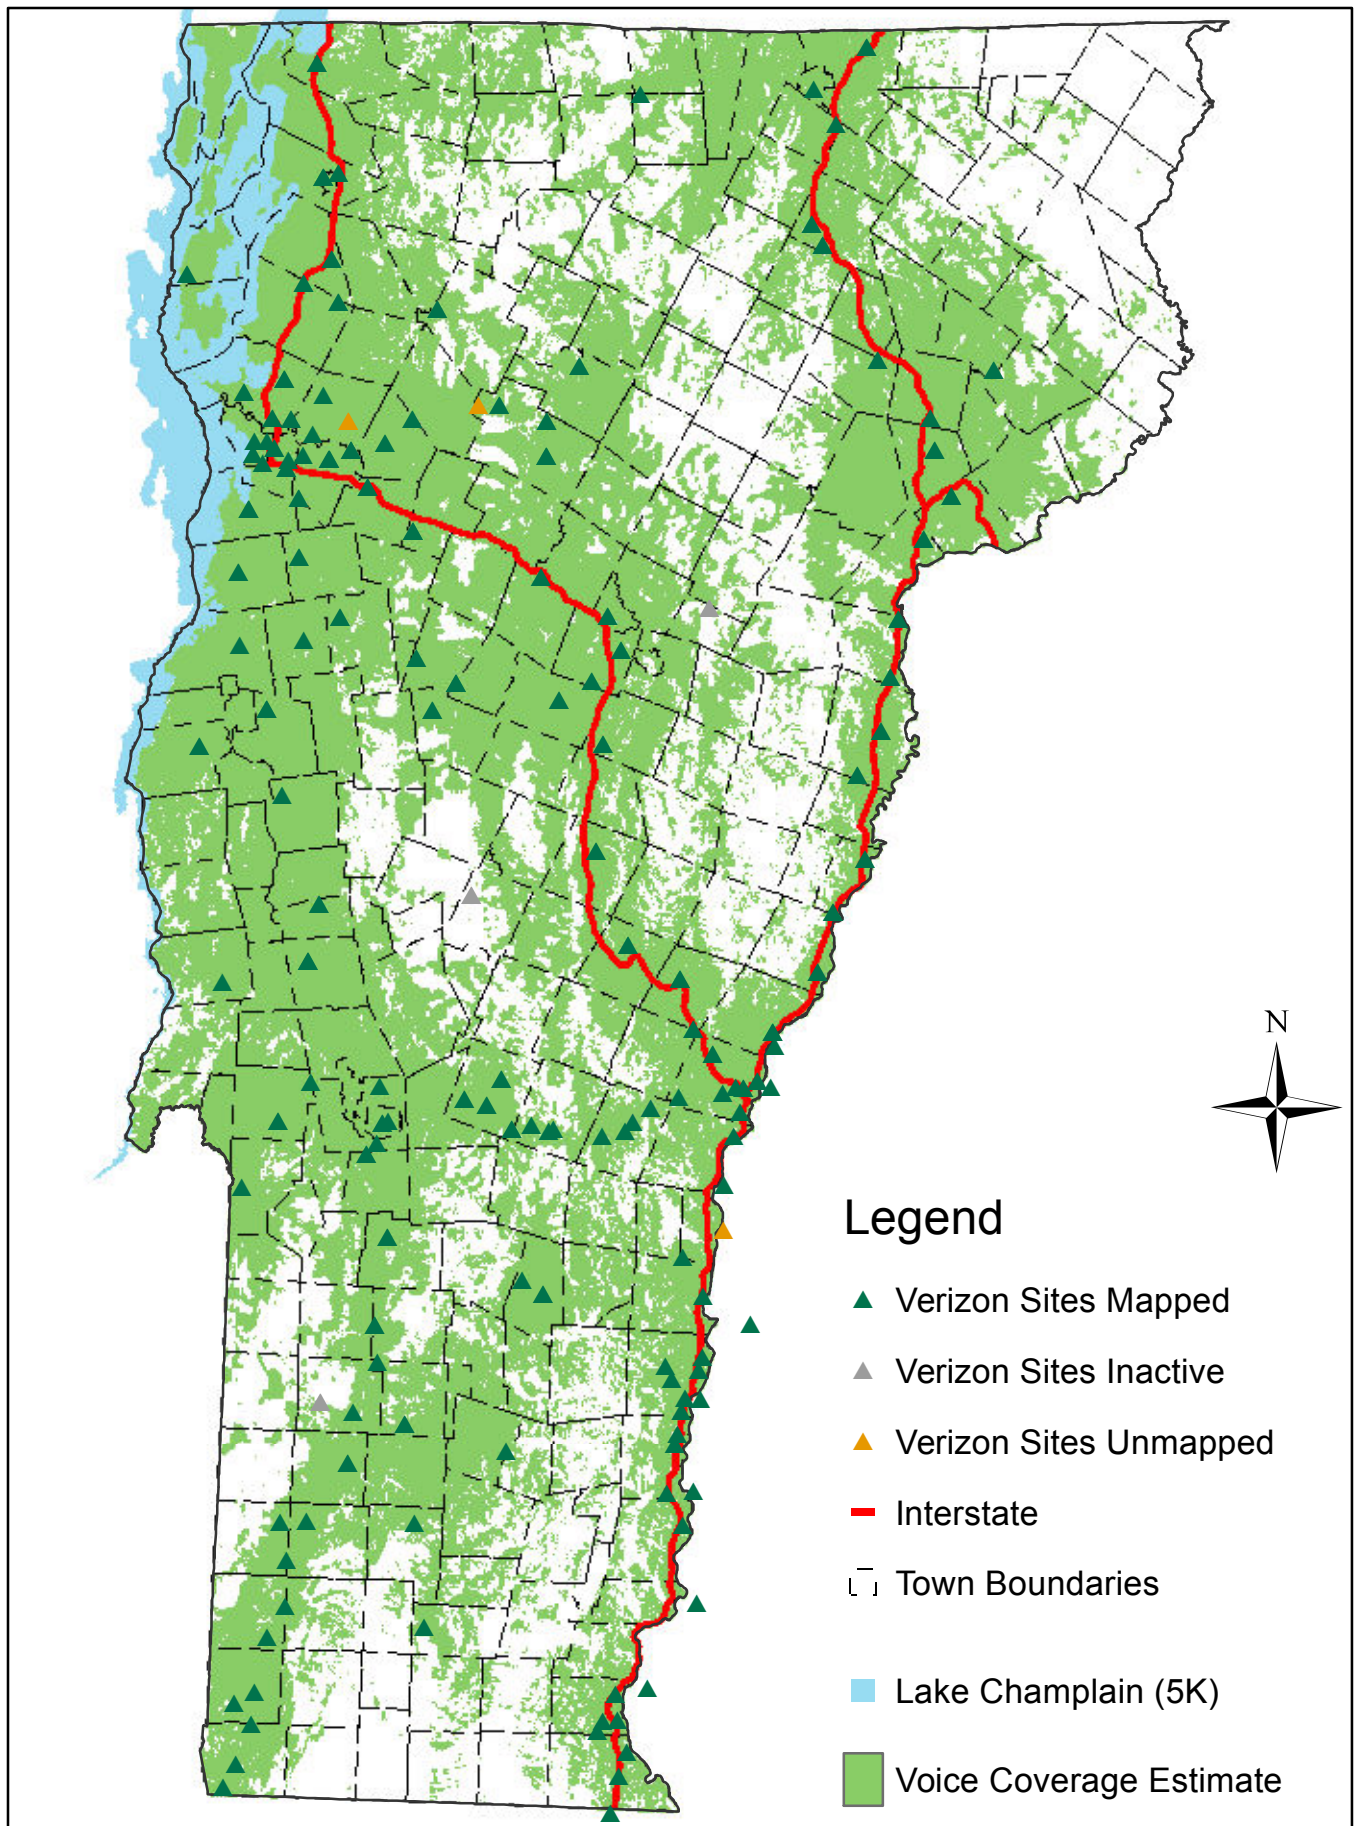 N
Legend
Verizon Sites Mapped
Verizon Sites Inactive
Verizon Sites Unmapped
Interstate
Town Boundaries
Lake Champlain (5K)
Voice Coverage Estimate